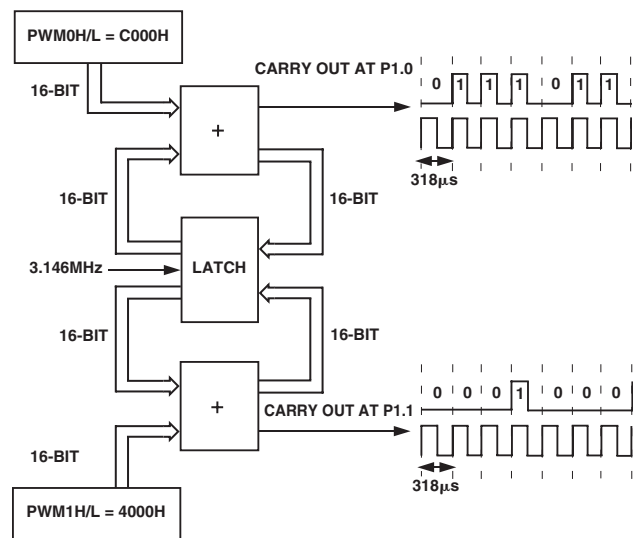 PWM0H/L = C000H
16-BIT
CARRY OUT AT P1.0
0 1 1 1 0 1 1
+
318µs
16-BIT
16-BIT
3.146MHz
LATCH
16-BIT
16-BIT
0 0 0 1 0 0 0
+
CARRY OUT AT P1.1
16-BIT
318µs
PWM1H/L = 4000H